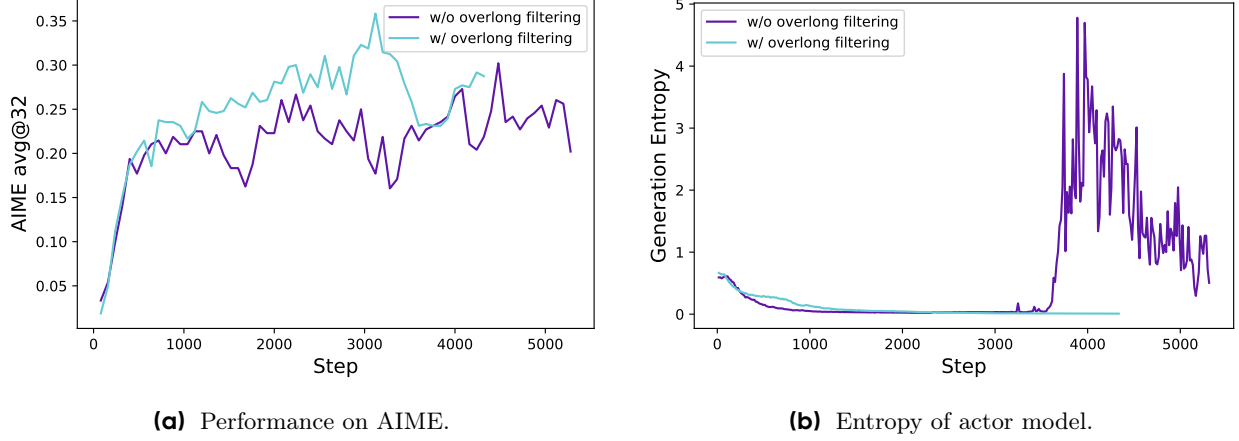 w/o overlong filtering
w/ overlong filtering
AIME avg@32
0.35
0.30
0.25
0.20
0.15
0.10
0.05
0 1000 2000 3000 4000 5000
Step
(a) Performance on AIME.
w/o overlong filtering
w/ overlong filtering
Generation Entropy
5
4
3
2
1
0
0 1000 2000 3000 4000 5000
Step
(b) Entropy of actor model.